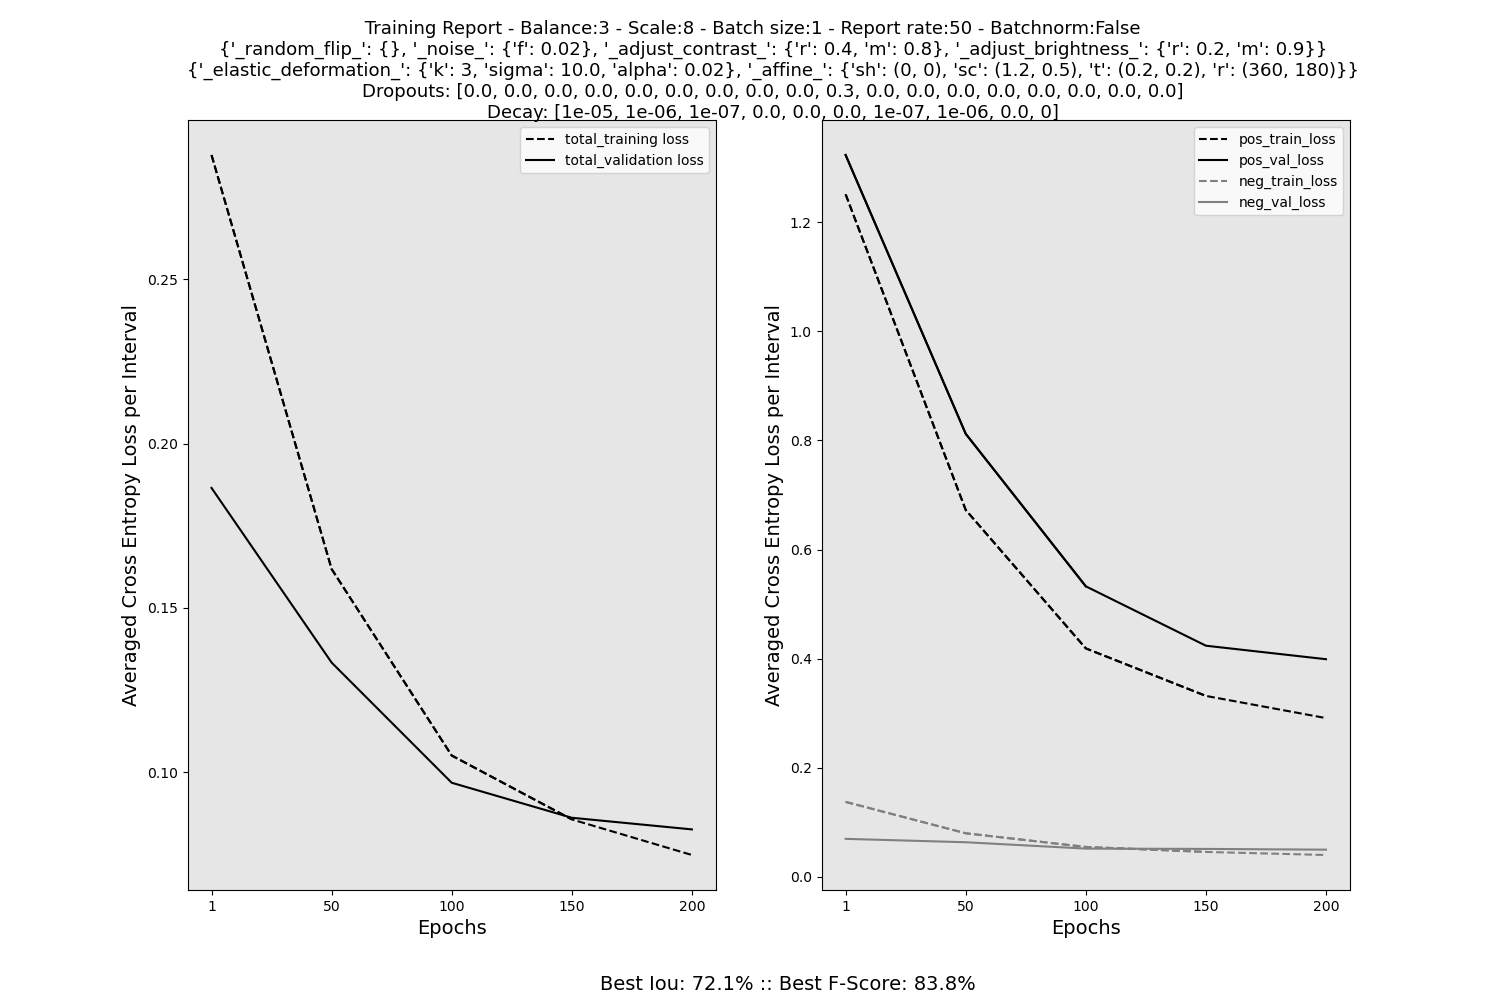 Training Report - Balance:3 - Scale:8 - Batch size:1 - Report rate:50 - Batchnorm:False
{'_random_flip_': {}, '_noise_': {'f': 0.02}, '_adjust_contrast_': {'r': 0.4, 'm': 0.8}, '_adjust_brightness_': {'r': 0.2, 'm': 0.9}}
{'_elastic_deformation_': {'k': 3, 'sigma': 10.0, 'alpha': 0.02}, '_affine_': {'sh': (0, 0), 'sc': (1.2, 0.5), 't': (0.2, 0.2), 'r': (360, 180)}}
Dropouts: [0.0, 0.0, 0.0, 0.0, 0.0, 0.0, 0.0, 0.0, 0.0, 0.3, 0.0, 0.0, 0.0, 0.0, 0.0, 0.0, 0.0, 0.0]
Decay: [1e-05, 1e-06, 1e-07, 0.0, 0.0, 0.0, 1e-07, 1e-06, 0.0, 0]
total_training loss
total_validation loss
Averaged Cross Entropy Loss per Interval
0.25
0.20
0.15
0.10
1 50 100 150 200
Epochs
pos_train_loss
pos_val_loss
neg_train_loss
neg_val_loss
Averaged Cross Entropy Loss per Interval
1.2
1.0
0.8
0.6
0.4
0.2
0.0
1 50 100 150 200
Epochs
Best Iou: 72.1% :: Best F-Score: 83.8%